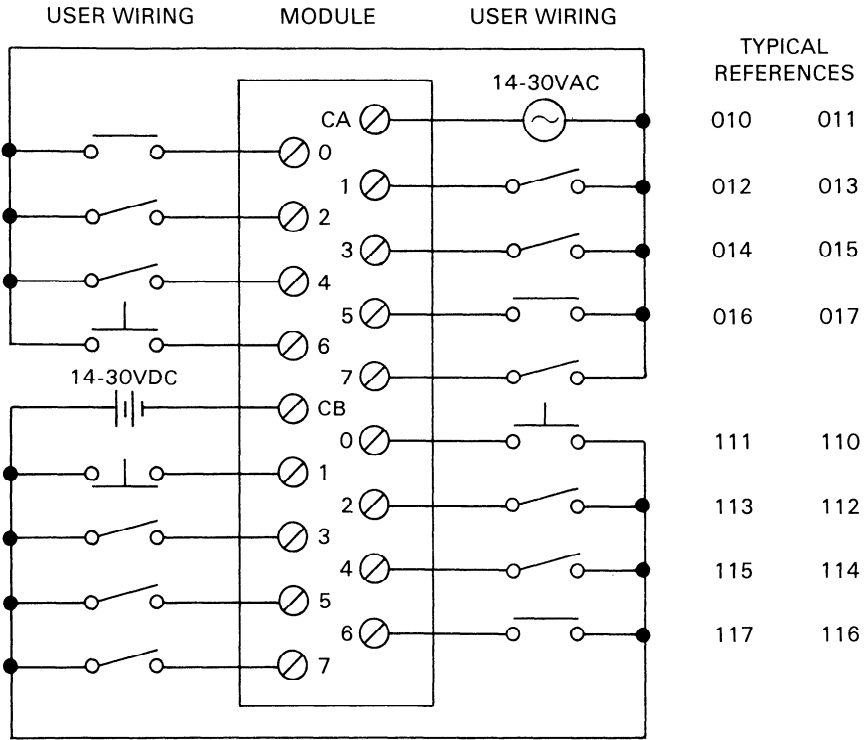 USER WIRING MODULE USER WIRING
TYPICAL
REFERENCES
14-30VAC
CA 010 011
0
1 012 013
2
3 014 015
4
5 016 017
6
7
14-30VDC
CB
0 111 110
1
2 113 112
3
4 115 114
5
6 117 116
7